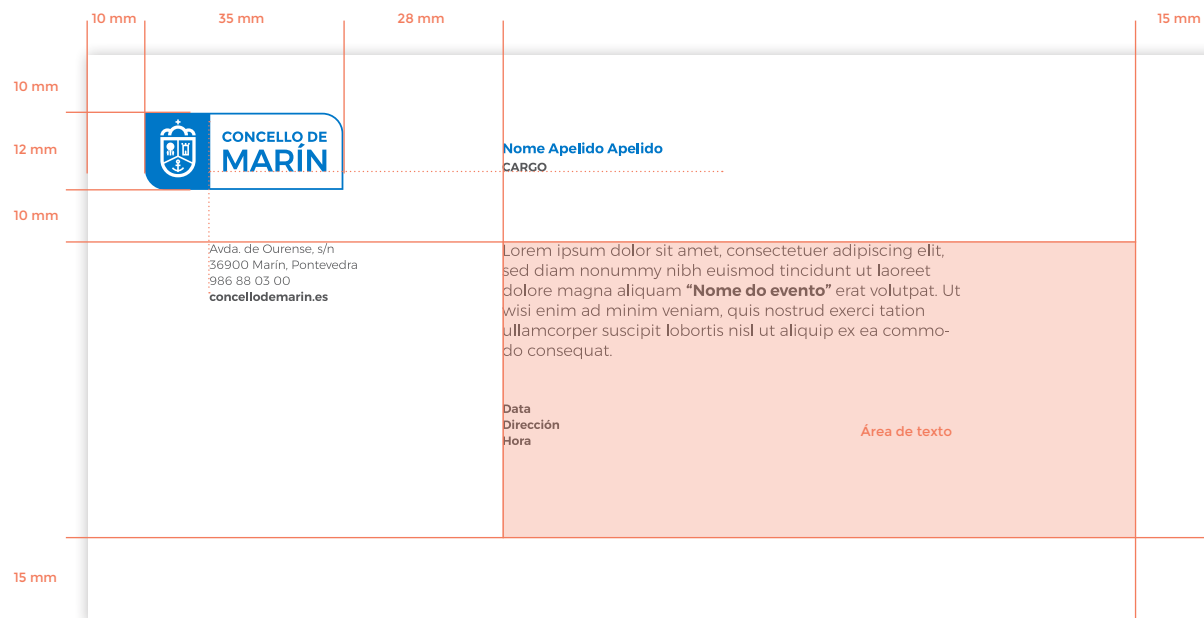 10 mm
35 mm
28 mm
15 mm
10 mm
12 mm
10 mm
15 mm
CONCELLO DE
MARÍN
Nome Apelido Apelido
CARGO
Avda. de Ourense, s/n
36900 Marín, Pontevedra
986 88 03 00
concellodemarin.es
Lorem ipsum dolor sit amet, consectetuer adipiscing elit,
sed diam nonummy nibh euismod tincidunt ut laoreet
dolore magna aliquam “Nome do evento” erat volutpat. Ut
wisi enim ad minim veniam, quis nostrud exerci tation
ullamcorper suscipit lobortis nisl ut aliquip ex ea commo-
do consequat.
Data
Dirección
Hora
Área de texto